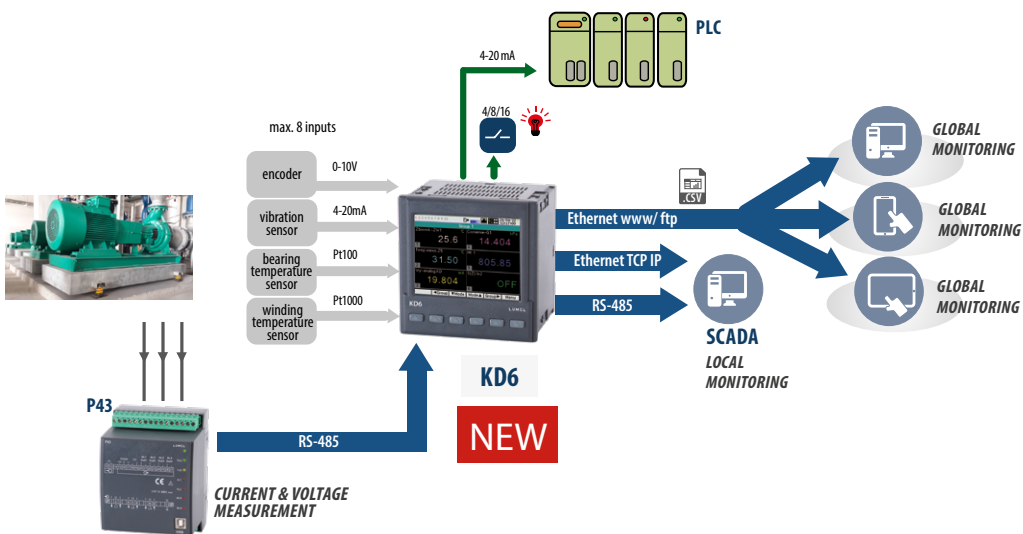 PLC
4-20 mA
4/8/16
max. 8 inputs
encoder
0-10V
vibration
sensor
4-20mA
bearing
temperature
sensor
Pt100
winding
temperature
sensor
Pt1000
25.6
14.404
31.50
805.85
19.804
OFF
Menu
KD6
LUMEL
.CSV
Ethernet www/ ftp
Ethernet TCP IP
RS-485
GLOBAL
MONITORING
GLOBAL
MONITORING
GLOBAL
MONITORING
SCADA
LOCAL
MONITORING
KD6
NEW
P43
RS-485
CURRENT & VOLTAGE
MEASUREMENT